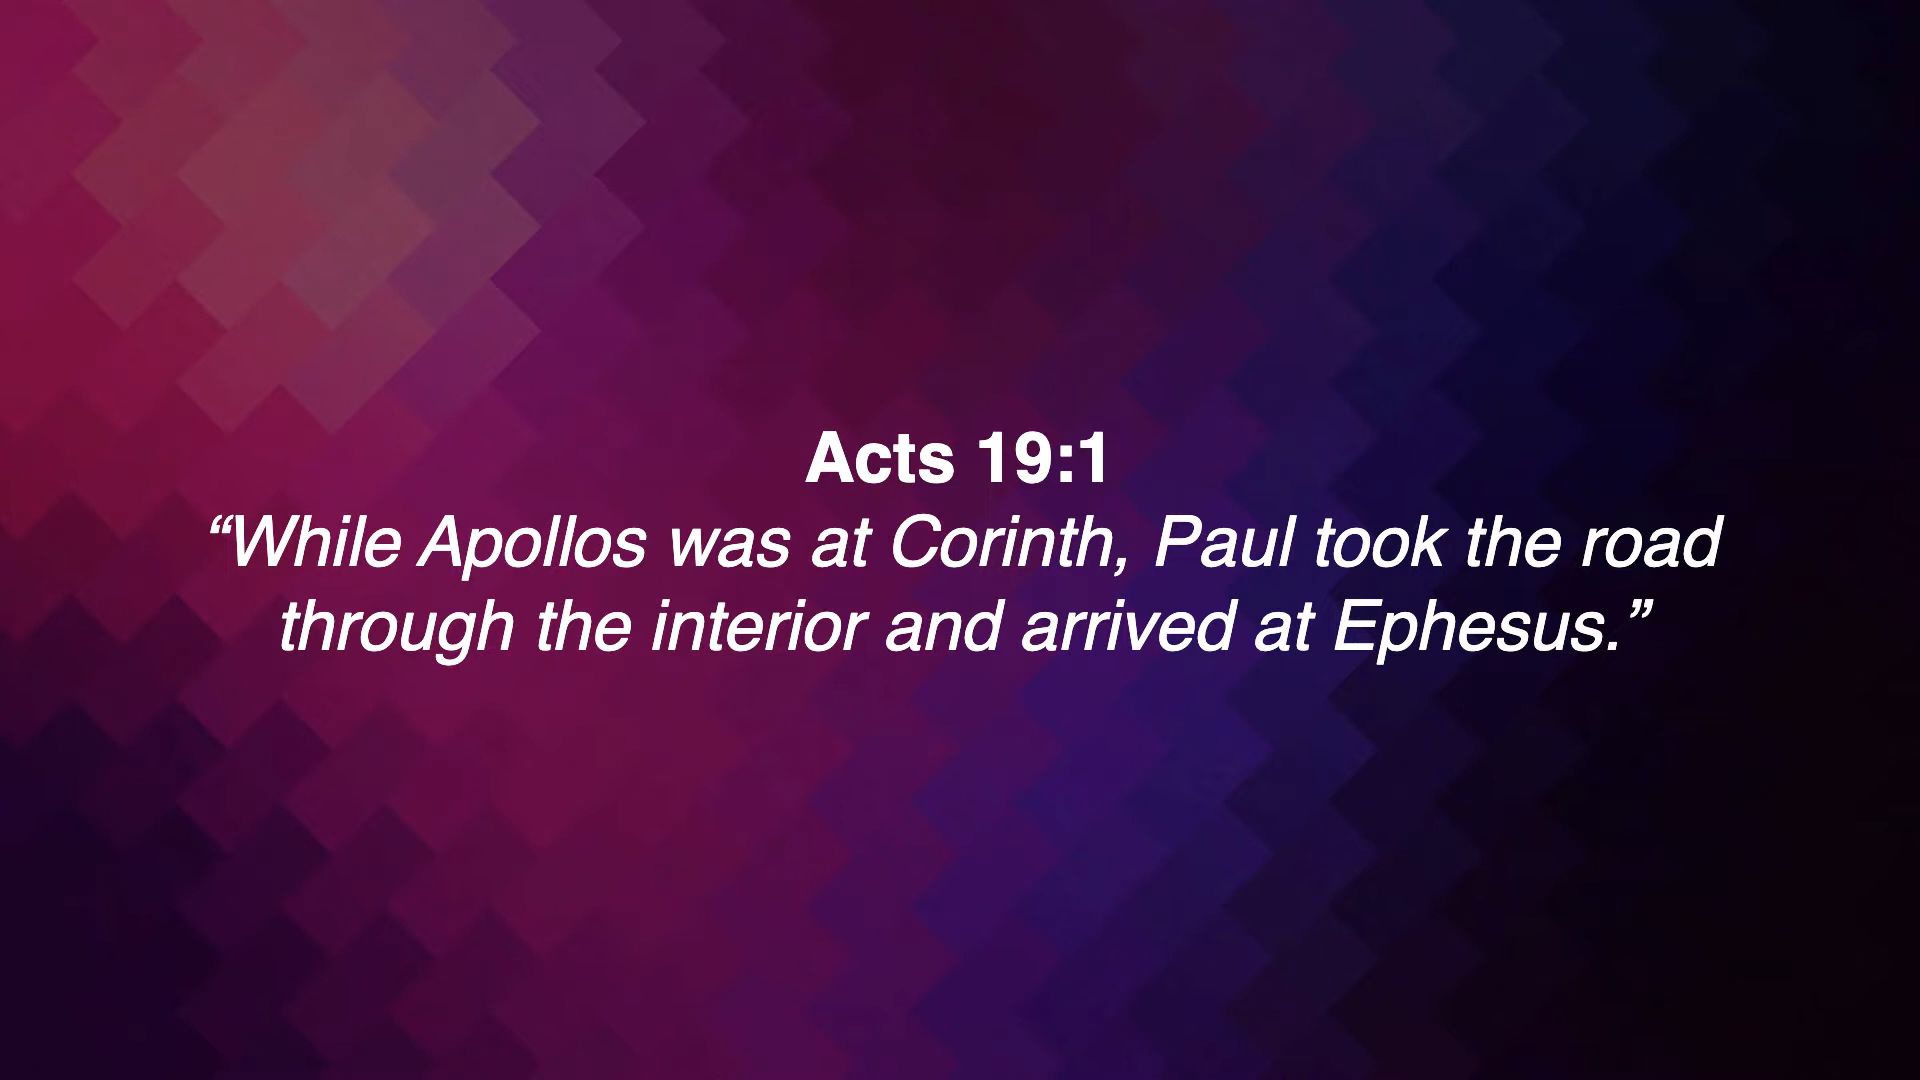 Acts 19:1
“While Apollos was at Corinth, Paul took the road
through the interior and arrived at Ephesus.”